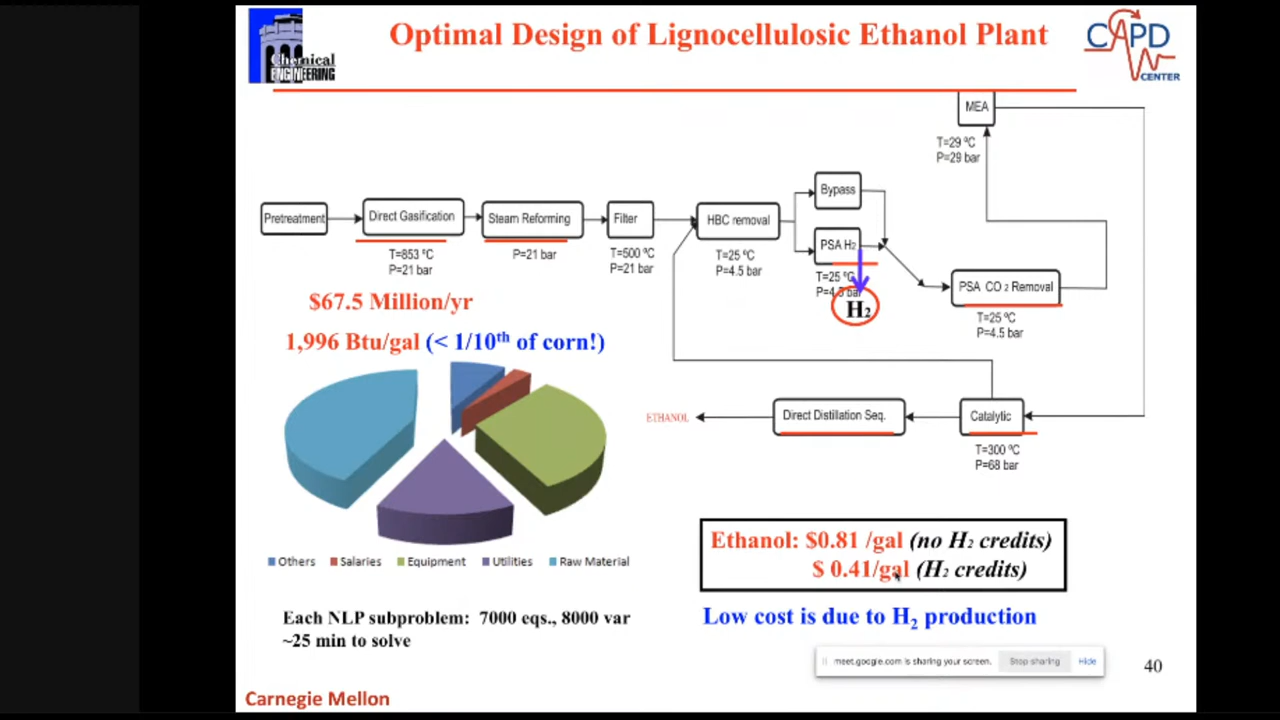 Optimal Design of Lignocellulosic Ethanol Plant
Chemical
ENGINEERING
CAPD
CENTER
MEA
T=29 ºC
P=29 bar
Bypass
Pretreatment
Direct Gasification
Steam Reforming
Filter
HBC removal
PSA H₂
T=853 ºC
P=21 bar
P=21 bar
T=500 ºC
P=21 bar
T=25 ºC
P=4.5 bar
T=25 ºC
P=4.5 bar
H₂
PSA CO ₂ Removal
T=25 ºC
P=4.5 bar
$67.5 Million/yr
1,996 Btu/gal (< 1/10th of corn!)
ETHANOL
Direct Distillation Seq.
Catalytic
T=300 ºC
P=68 bar
Others Salaries Equipment Utilities Raw Material
Ethanol: $0.81 /gal (no H₂ credits)
$ 0.41/gal (H₂ credits)
Each NLP subproblem: 7000 eqs., 8000 var
~25 min to solve
Low cost is due to H₂ production
meet.google.com is sharing your screen. Stop sharing Hide
40
Carnegie Mellon